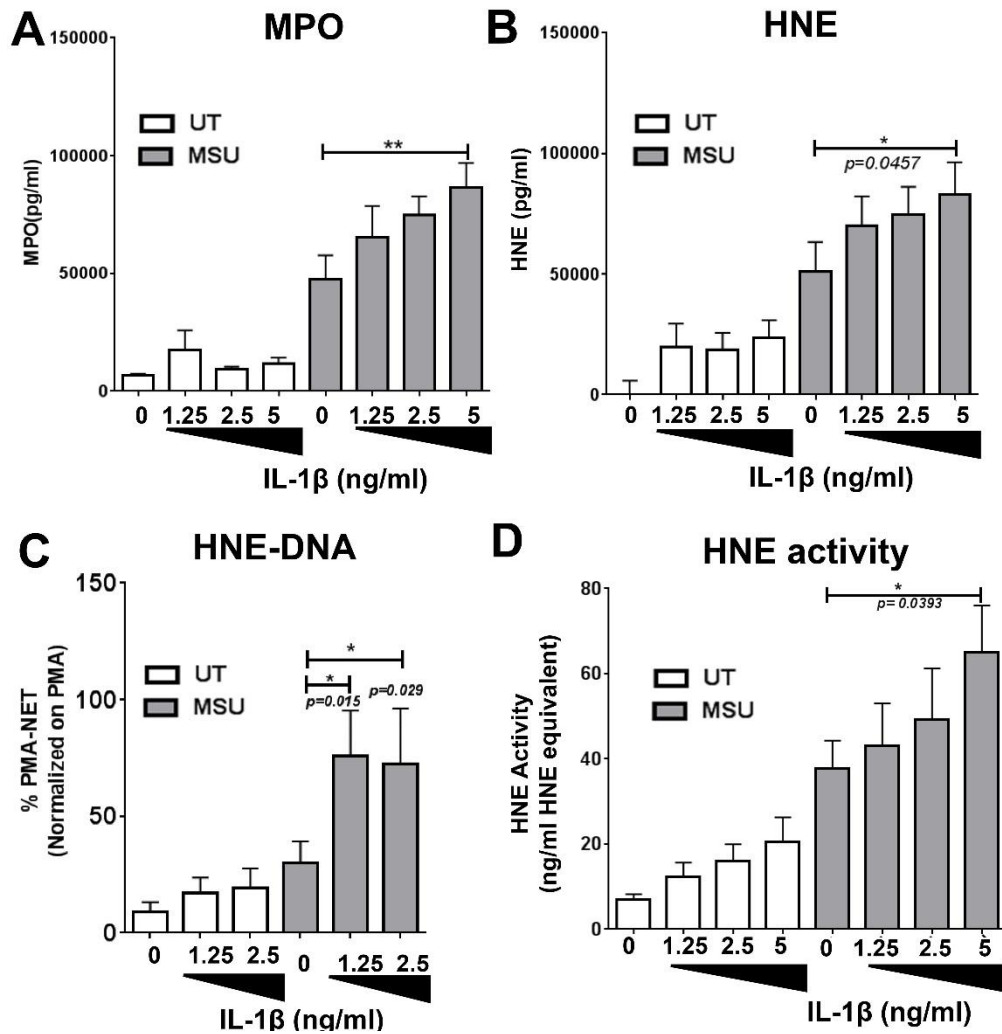 A
MPO
150000
100000
50000
0
MPO(pg/ml)
UT
MSU
**
0 1.25 2.5 5 0 1.25 2.5 5
IL-1β (ng/ml)
B
HNE
150000
100000
50000
0
HNE (pg/ml)
UT
MSU
*
p=0.0457
0 1.25 2.5 5 0 1.25 2.5 5
IL-1β (ng/ml)
C
HNE-DNA
150
100
50
0
% PMA-NET
(Normalized on PMA)
UT
MSU
*
*
p=0.015
p=0.029
0 1.25 2.5 0 1.25 2.5
IL-1β (ng/ml)
D
HNE activity
80
60
40
20
0
HNE Activity
(ng/ml HNE equivalent)
UT
MSU
*
p= 0.0393
0 1.25 2.5 5 0 1.25 2.5 5
IL-1β (ng/ml)